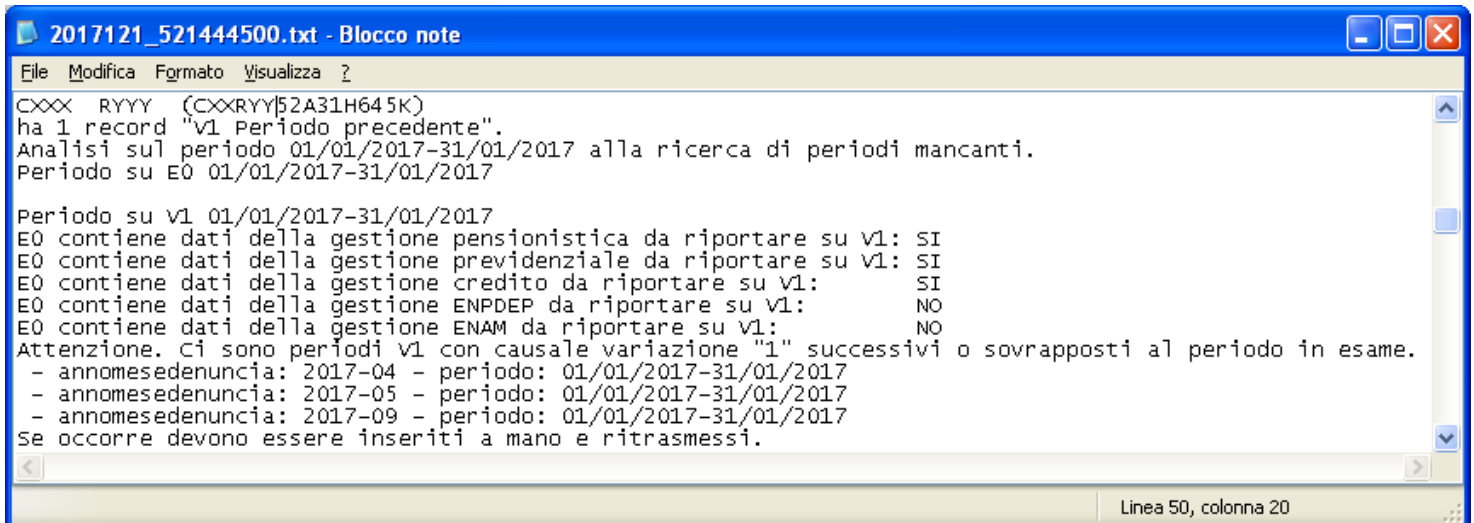 2017121_521444500.txt - Blocco note
File Modifica Formato Visualizza ?
CXXX RYYY (CXXRYY52A31H645K)
ha 1 record "V1 Periodo precedente".
Analisi sul periodo 01/01/2017-31/01/2017 alla ricerca di periodi mancanti.
Periodo su E0 01/01/2017-31/01/2017
Periodo su V1 01/01/2017-31/01/2017
E0 contiene dati della gestione pensionistica da riportare su V1: SI
E0 contiene dati della gestione previdenziale da riportare su V1: SI
E0 contiene dati della gestione credito da riportare su V1: SI
E0 contiene dati della gestione ENPDEP da riportare su V1: NO
E0 contiene dati della gestione ENAM da riportare su V1: NO
Attenzione. Ci sono periodi V1 con causale variazione "1" successivi o sovrapposti al periodo in esame.
- annomesedenuncia: 2017-04 - periodo: 01/01/2017-31/01/2017
- annomesedenuncia: 2017-05 - periodo: 01/01/2017-31/01/2017
- annomesedenuncia: 2017-09 - periodo: 01/01/2017-31/01/2017
Se occorre devono essere inseriti a mano e ritrasmessi.
Linea 50, colonna 20